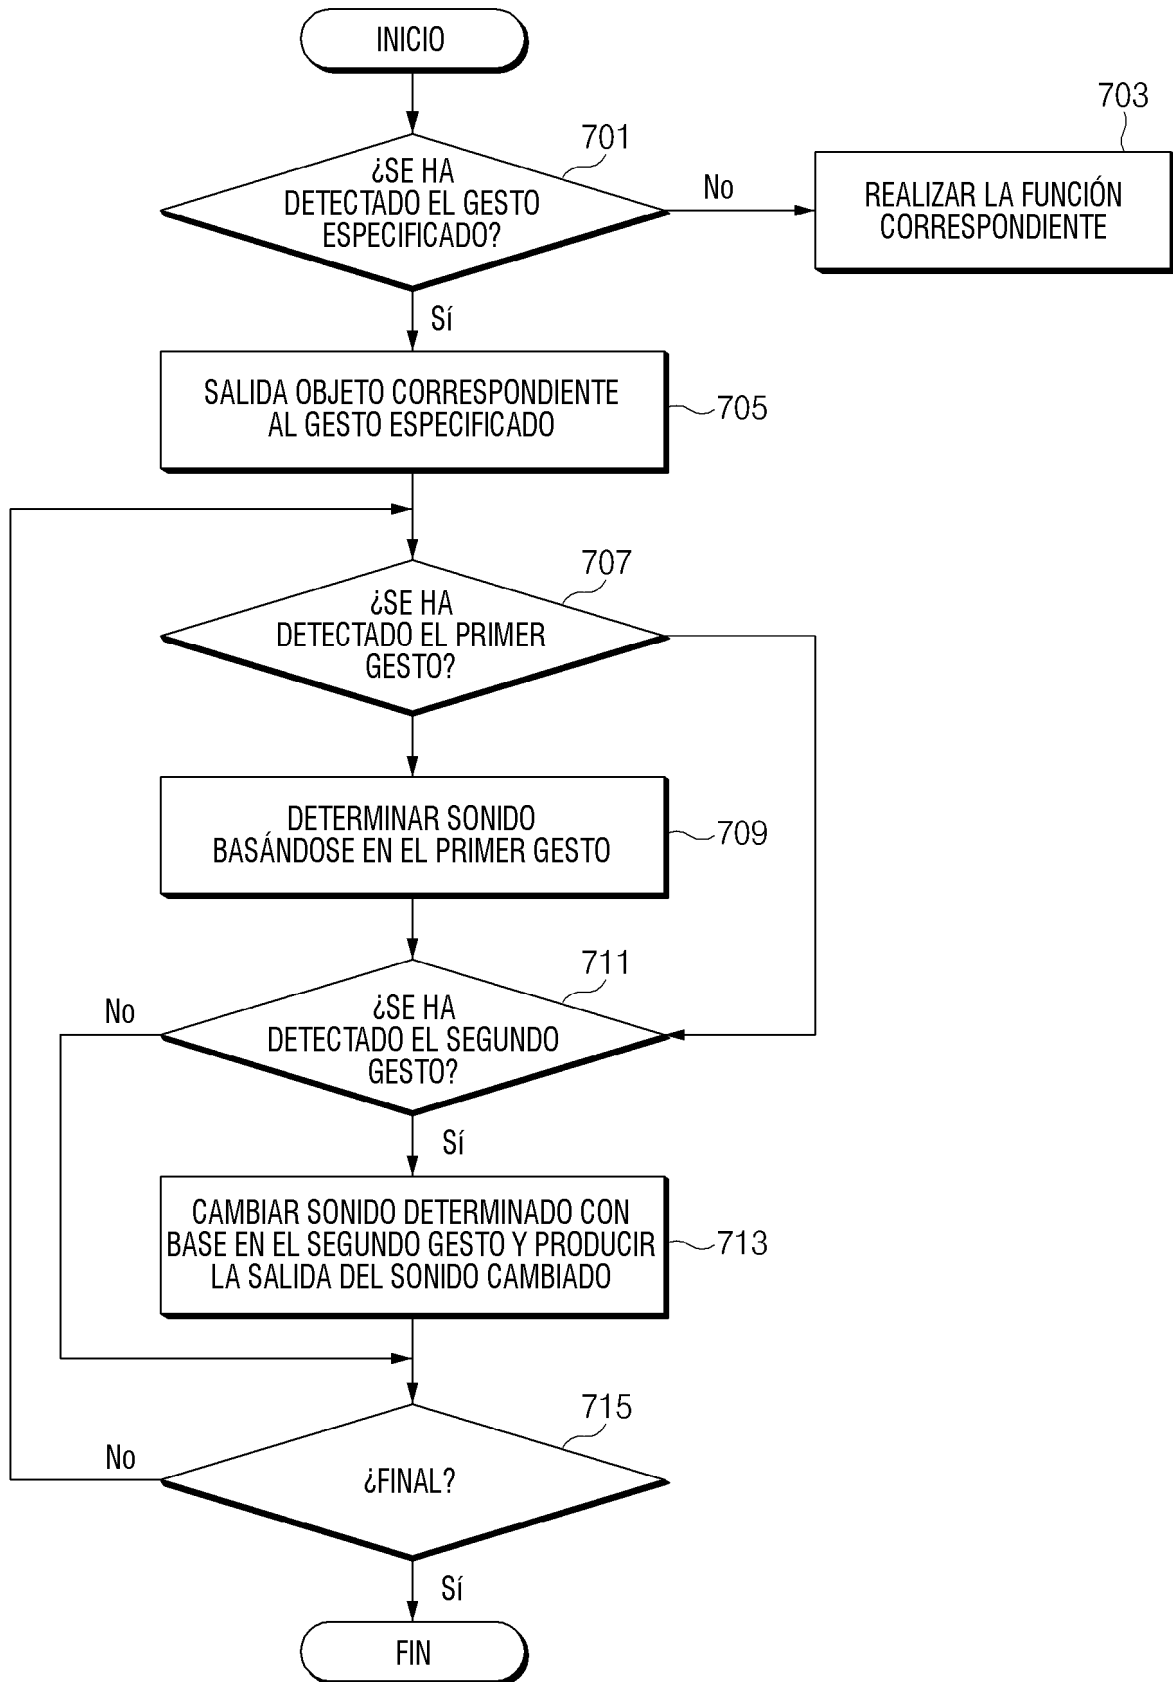 INICIO
703
701
¿SE HA
DETECTADO EL GESTO
ESPECIFICADO?
No
REALIZAR LA FUNCIÓN
CORRESPONDIENTE
Sí
SALIDA OBJETO CORRESPONDIENTE
AL GESTO ESPECIFICADO
705
707
¿SE HA
DETECTADO EL PRIMER
GESTO?
DETERMINAR SONIDO
BASÁNDOSE EN EL PRIMER GESTO
709
711
No
¿SE HA
DETECTADO EL SEGUNDO
GESTO?
Sí
CAMBIAR SONIDO DETERMINADO CON
BASE EN EL SEGUNDO GESTO Y PRODUCIR
LA SALIDA DEL SONIDO CAMBIADO
713
715
No
¿FINAL?
Sí
FIN